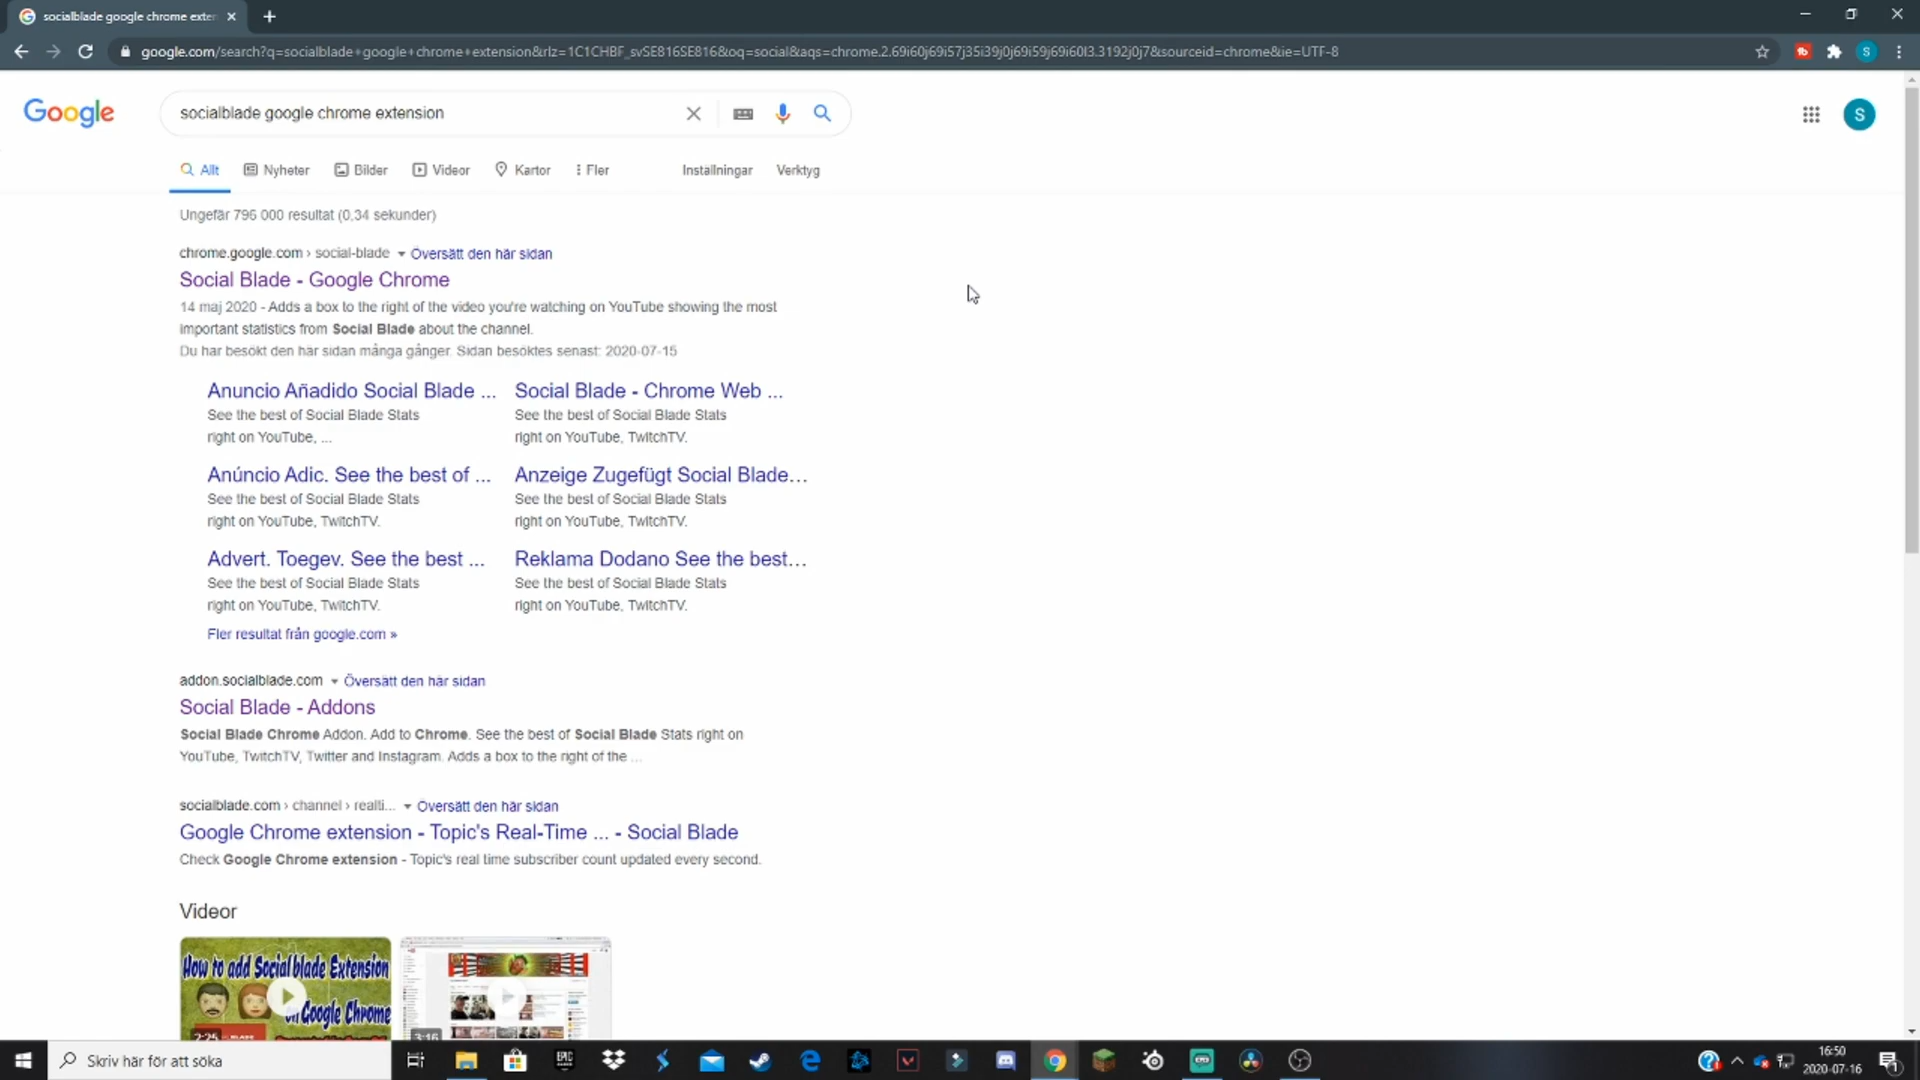 socialblade google chrome exten
google.com/search?q=socialblade+google+chrome+extension&rlz=1C1CHBF_svSE816SE816&oq=social&aqs=chrome.2.69i60j69i57j35i39j0j69i59j69i60l3.3192j0j7&sourceid=chrome&ie=UTF-8
S
Google
socialblade google chrome extension
S
Allt Nyheter Bilder Videor Kartor Fler Inställningar Verktyg
Ungefär 796 000 resultat (0,34 sekunder)
chrome.google.com › social-blade Översätt den här sidan
Social Blade - Google Chrome
14 maj 2020 - Adds a box to the right of the video you're watching on YouTube showing the most
important statistics from Social Blade about the channel.
Du har besökt den här sidan många gånger. Sidan besöktes senast: 2020-07-15
Anuncio Añadido Social Blade ... Social Blade - Chrome Web ...
See the best of Social Blade Stats See the best of Social Blade Stats
right on YouTube, ... right on YouTube, TwitchTV.
Anúncio Adic. See the best of ... Anzeige Zugefügt Social Blade...
See the best of Social Blade Stats See the best of Social Blade Stats
right on YouTube, TwitchTV. right on YouTube, TwitchTV.
Advert. Toegev. See the best ... Reklama Dodano See the best...
See the best of Social Blade Stats See the best of Social Blade Stats
right on YouTube, TwitchTV. right on YouTube, TwitchTV.
Fler resultat från google.com »
addon.socialblade.com Översätt den här sidan
Social Blade - Addons
Social Blade Chrome Addon. Add to Chrome. See the best of Social Blade Stats right on
YouTube, TwitchTV, Twitter and Instagram. Adds a box to the right of the ...
socialblade.com › channel › realti... Översätt den här sidan
Google Chrome extension - Topic's Real-Time ... - Social Blade
Check Google Chrome extension - Topic's real time subscriber count updated every second.
Videor
How to add Socialblade Extension
on Google Chrome
2:25
3:16
Skriv här för att söka
EPIC
16:50
2020-07-16
1